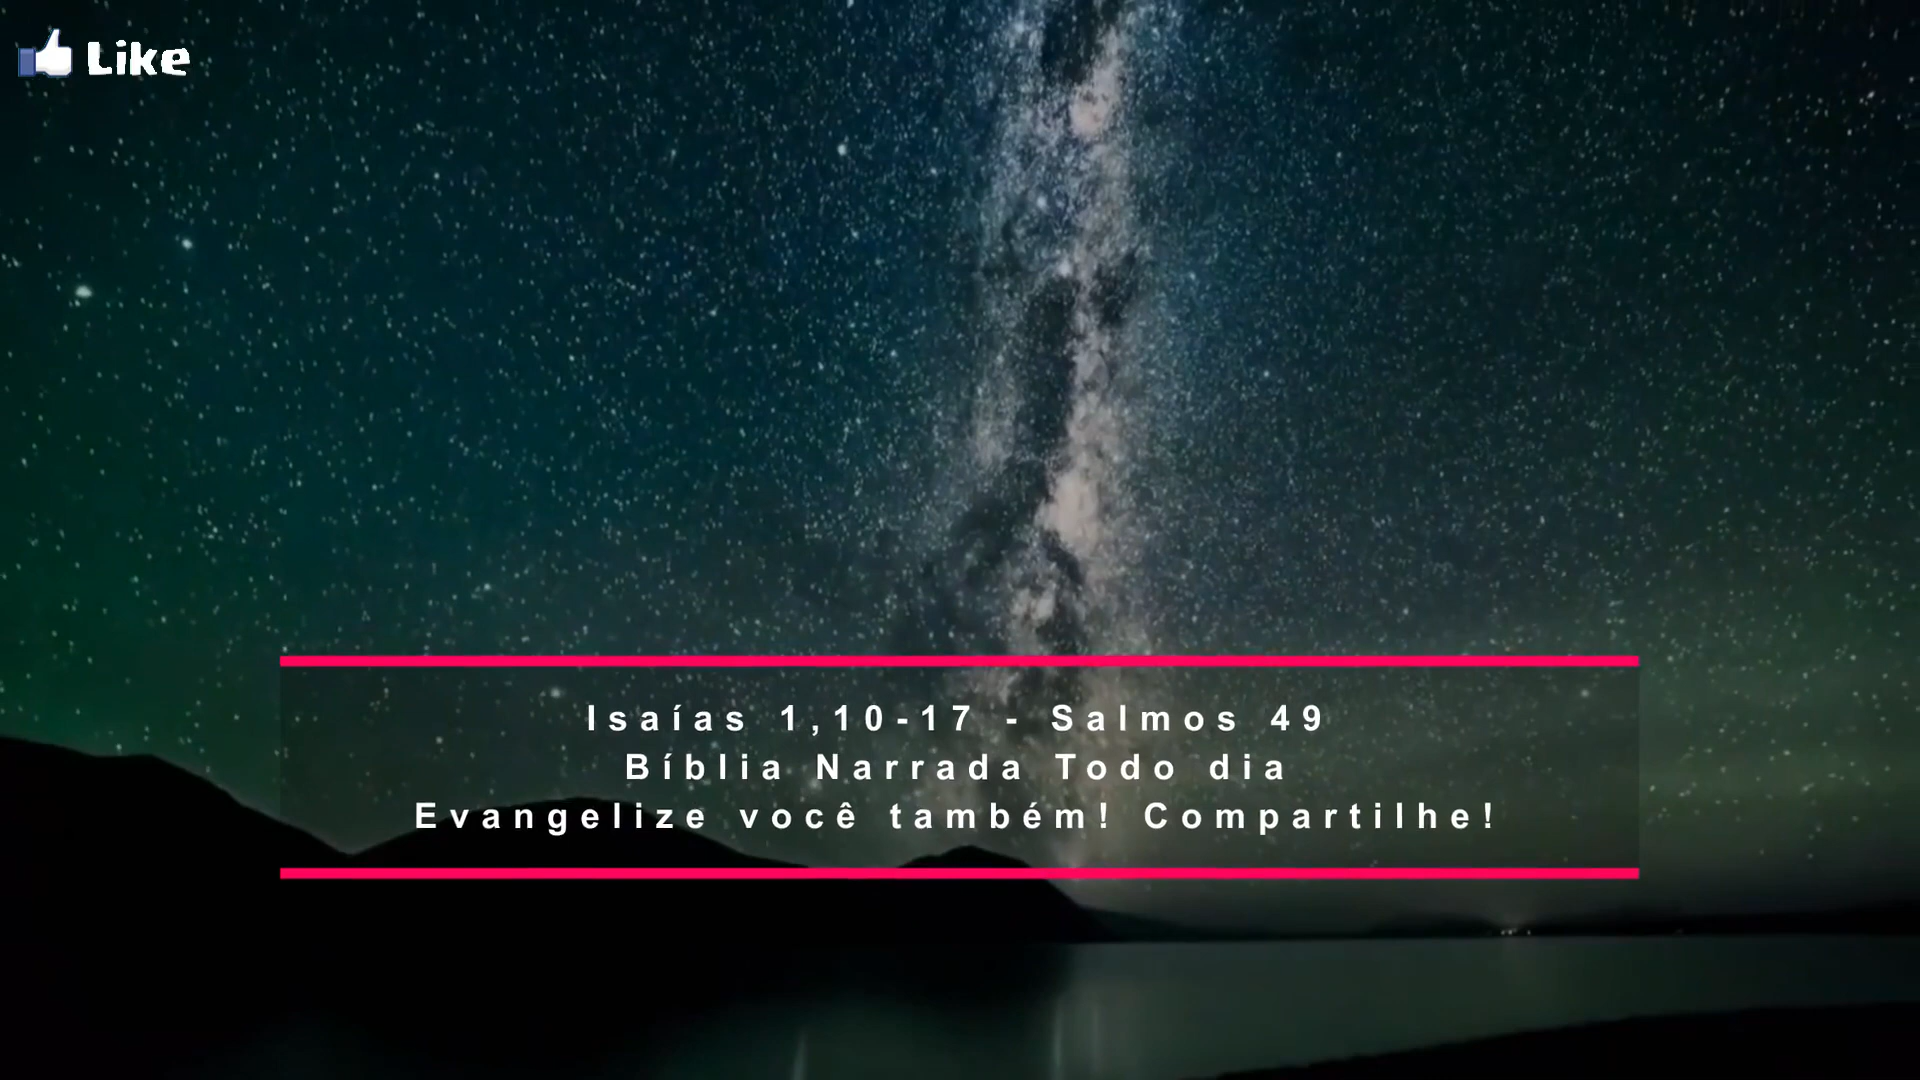 Like
Isaías 1,10-17 - Salmos 49
Bíblia Narrada Todo dia
Evangelize você também! Compartilhe!